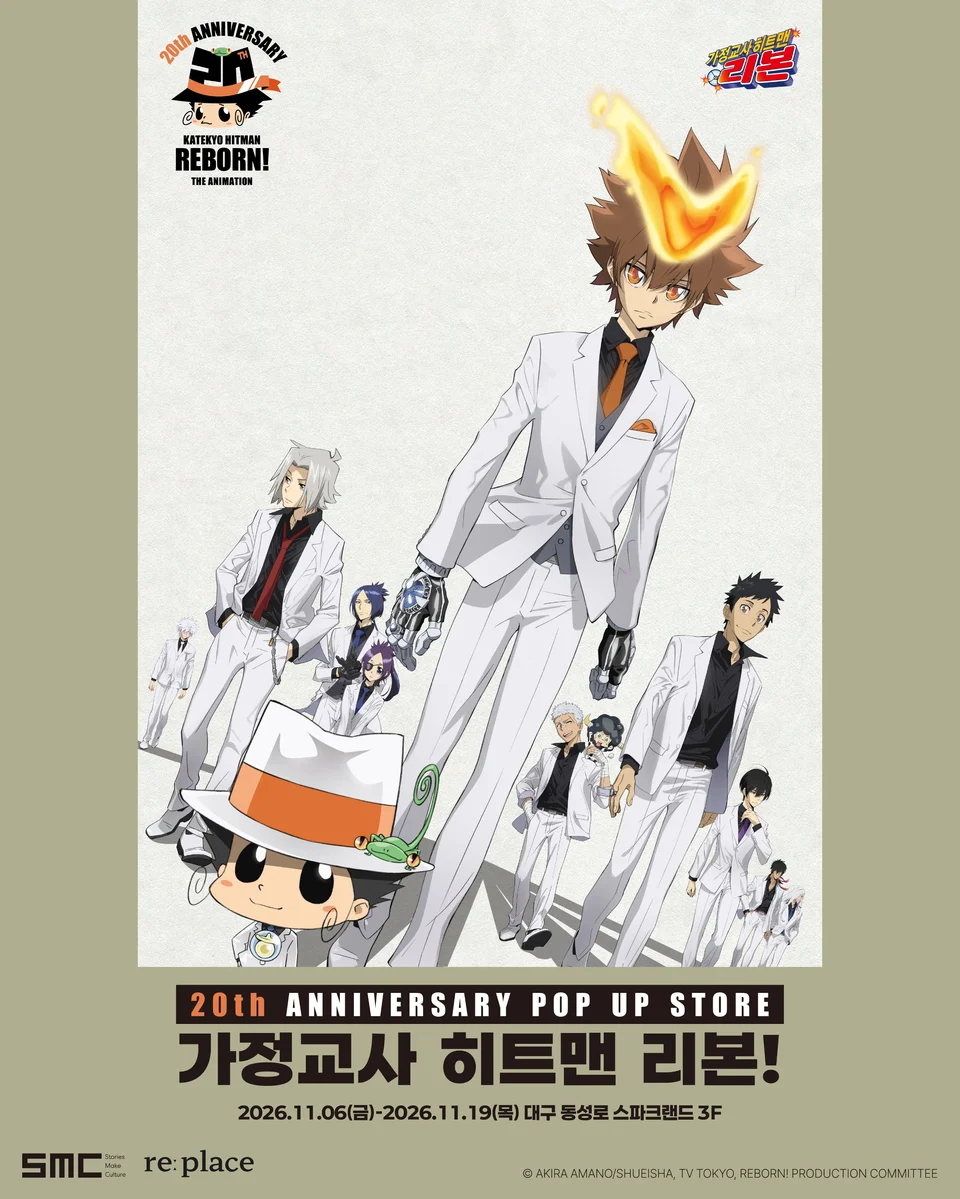 20th ANNIVERSARY
20TH
KATEKYO HITMAN
REBORN!
THE ANIMATION
가정교사 히트맨
리본
20th ANNIVERSARY POP UP STORE
가정교사 히트맨 리본!
2026.11.06(금)-2026.11.19(목) 대구 동성로 스파크랜드 3F
SMC Stories
Make
Culture
re:place
© AKIRA AMANO/SHUEISHA, TV TOKYO, REBORN! PRODUCTION COMMITTEE